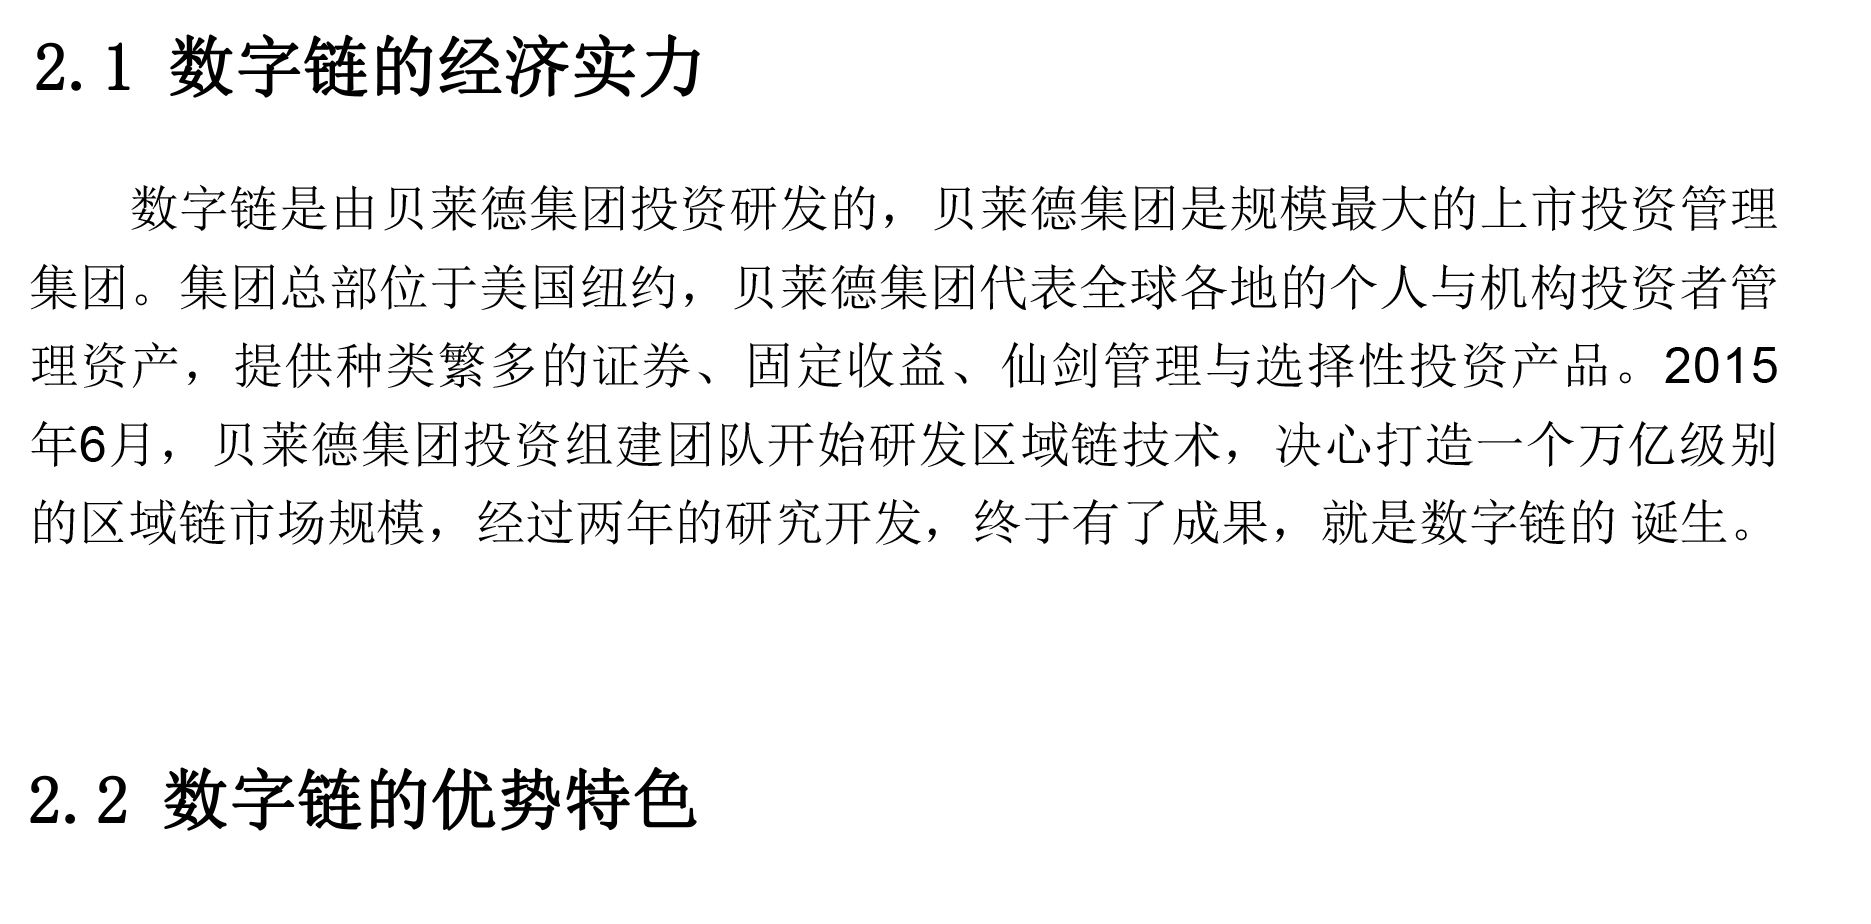 2.1 数字链的经济实力
数字链是由贝莱德集团投资研发的，贝莱德集团是规模最大的上市投资管理
集团。集团总部位于美国纽约，贝莱德集团代表全球各地的个人与机构投资者管
理资产，提供种类繁多的证券、固定收益、仙剑管理与选择性投资产品。2015
年6月，贝莱德集团投资组建团队开始研发区域链技术，决心打造一个万亿级别
的区域链市场规模，经过两年的研究开发，终于有了成果，就是数字链的 诞生。
2.2 数字链的优势特色